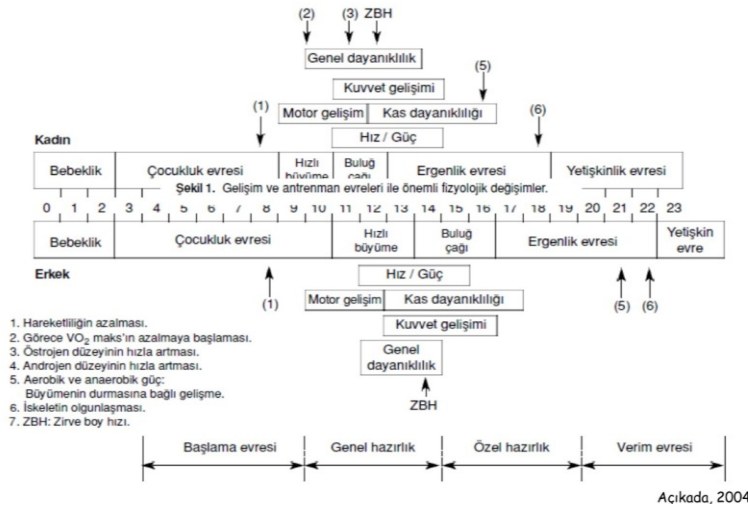 (2) (3) ZBH
Genel dayanıklılık
(5)
Kuvvet gelişimi
(1) Motor gelişim Kas dayanıklılığı (6)
Kadın Hız / Güç
Bebeklik Çocukluk evresi Hızlı büyüme Buluğ çağı Ergenlik evresi Yetişkinlik evresi
Şekil 1. Gelişim ve antrenman evreleri ile önemli fizyolojik değişimler.
0 1 2 3 4 5 6 7 8 9 10 11 12 13 14 15 16 17 18 19 20 21 22 23
Bebeklik Çocukluk evresi Hızlı büyüme Buluğ çağı Ergenlik evresi Yetişkin evre
Erkek Hız / Güç
(1) Motor gelişim Kas dayanıklılığı (5) (6)
Kuvvet gelişimi
Genel dayanıklılık
ZBH
1. Hareketliliğin azalması.
2. Görece VO₂ maks'ın azalmaya başlaması.
3. Östrojen düzeyinin hızla artması.
4. Androjen düzeyinin hızla artması.
5. Aerobik ve anaerobik güç:
Büyümenin durmasına bağlı gelişme.
6. İskeletin olgunlaşması.
7. ZBH: Zirve boy hızı.
Başlama evresi Genel hazırlık Özel hazırlık Verim evresi
Açıkada, 2004